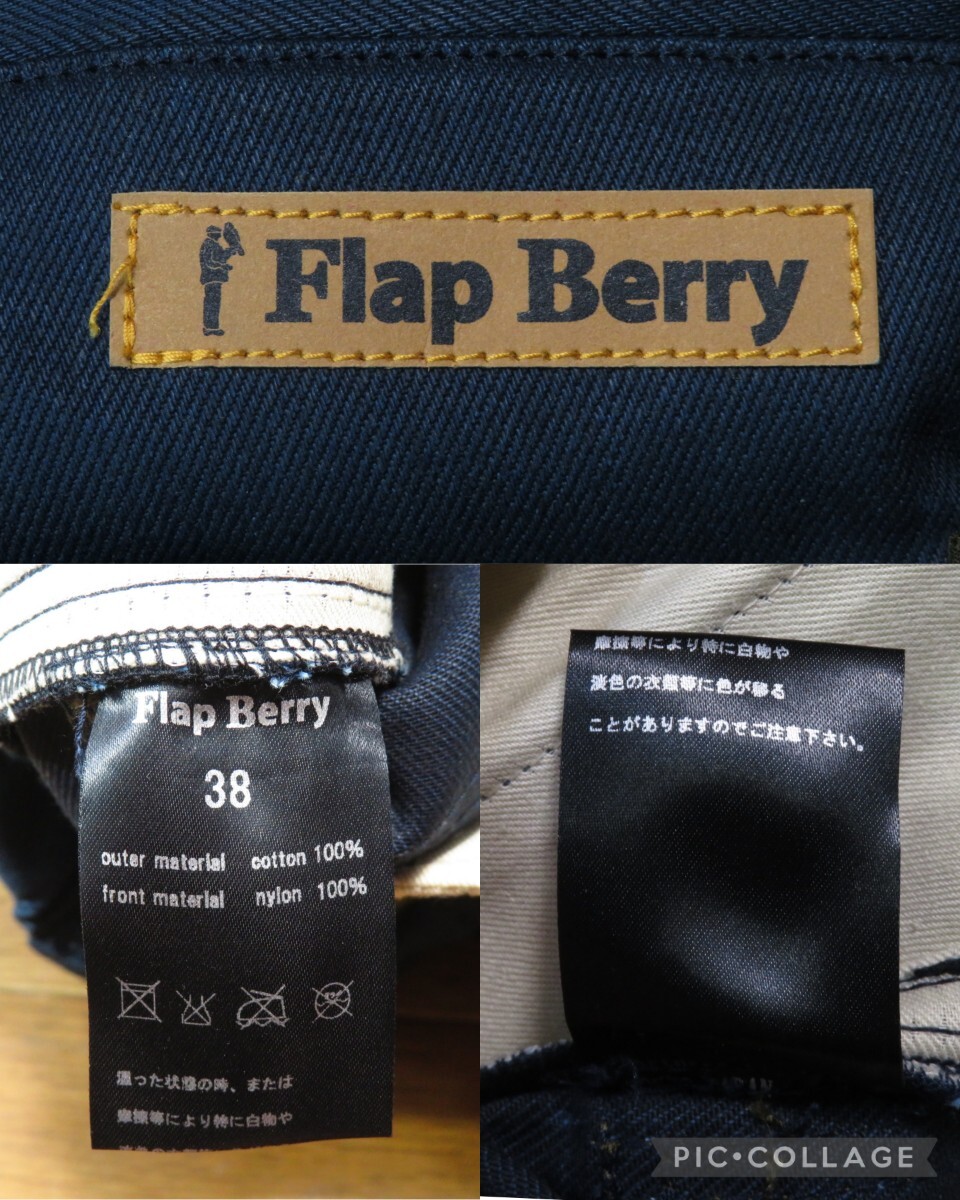 Flap Berry
Flap Berry
38
outer material cotton 100%
front material nylon 100%
湿った状態の時、または
摩擦等により特に白物や
摩擦等により特に白物や
淡色の衣類等に色が移る
ことがありますのでご注意下さい。
PIC•COLLAGE